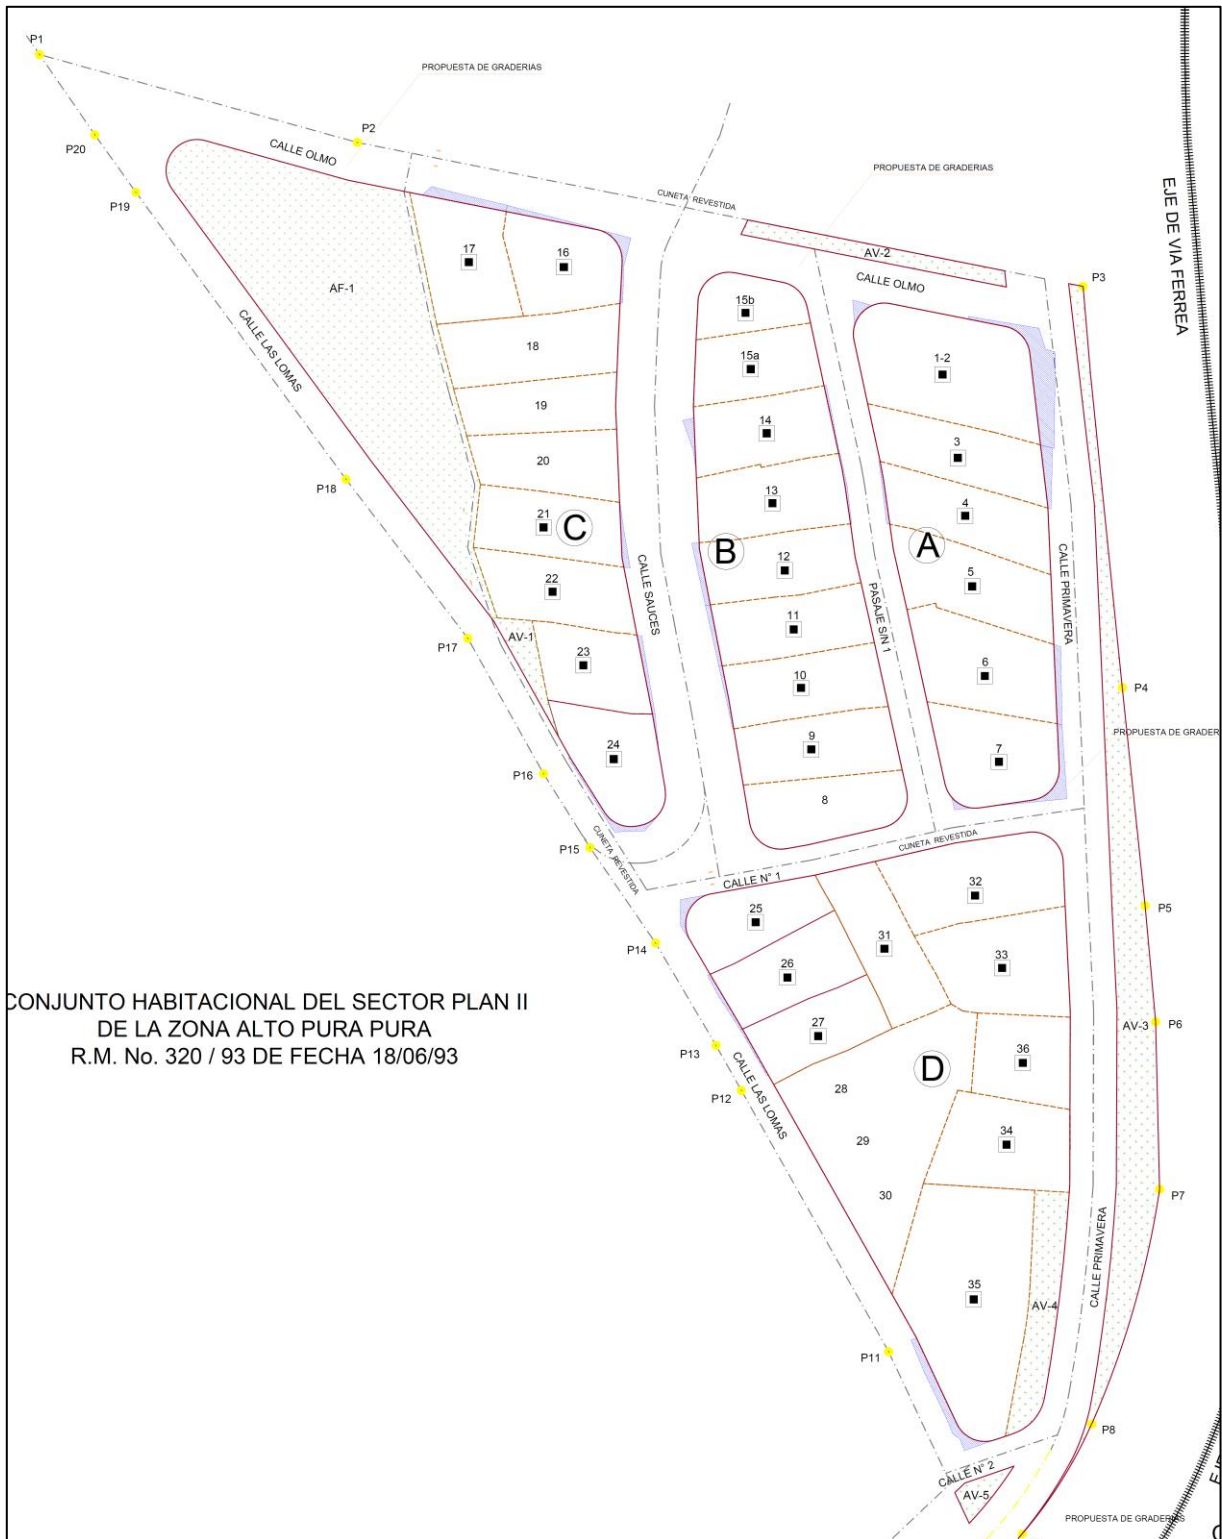 P1
PROPUESTA DE GRADERIAS
P2
P20
CALLE OLMO
PROPUESTA DE GRADERIAS
P19
CUNETA REVESTIDA
EJE DE VIA FERREA
17
16
AV-2
CALLE OLMO
P3
AF-1
15b
CALLE LAS LOMAS
18
15a
1-2
19
14
3
20
P18
13
4
21
C
B
A
12
5
22
CALLE SAUCES
PASAJE S/N 1
CALLE PRIMAVERA
11
AV-1
P17
23
10
6
P4
PROPUESTA DE GRADER
24
9
7
P16
8
CUNETA REVESTIDA
P15
CUNETA REVESTIDA
CALLE N° 1
32
25
P5
31
P14
26
33
CONJUNTO HABITACIONAL DEL SECTOR PLAN II
DE LA ZONA ALTO PURA PURA
R.M. No. 320 / 93 DE FECHA 18/06/93
27
AV-3
P6
P13
CALLE LAS LOMAS
D
36
P12
28
34
29
30
P7
CALLE PRIMAVERA
35
AV-4
P11
P8
CALLE N° 2
AV-5
PROPUESTA DE GRADERIAS